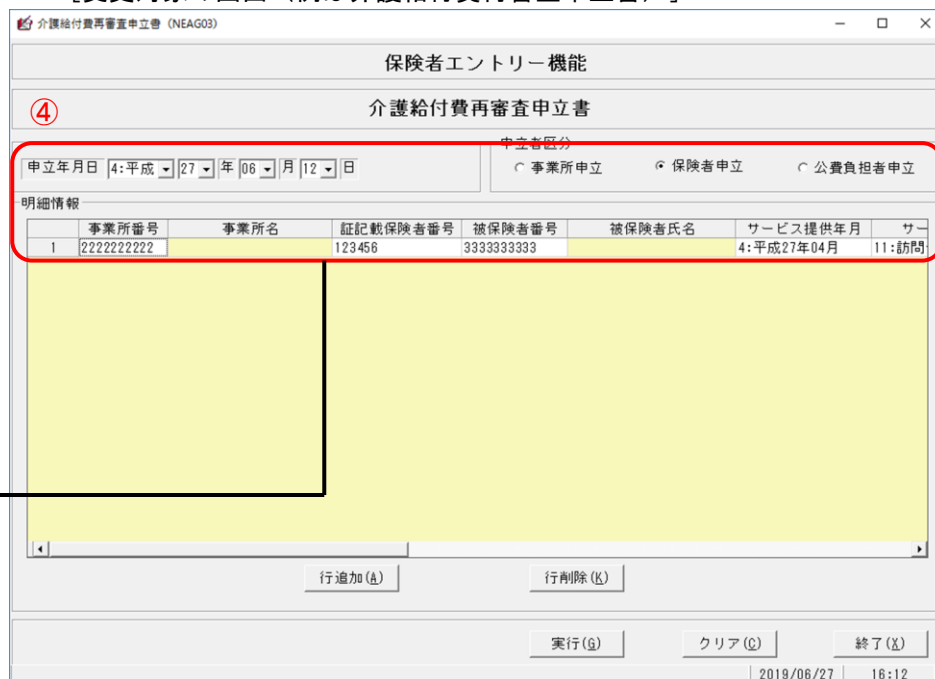 介護給付費再審査申立書（NEAG03）
保険者エントリー機能
介護給付費再審査申立書
④
申立者区分
申立年月日 4:平成 27 年 06 月 12 日 事業所申立 保険者申立 公費負担者申立
明細情報
事業所番号 事業所名 証記載保険者番号 被保険者番号 被保険者氏名 サービス提供年月 サー
1 2222222222 123456 3333333333 4:平成27年04月 11:訪問
行追加(A) 行削除(K)
実行(G) クリア(C) 終了(X)
2019/06/27 16:12